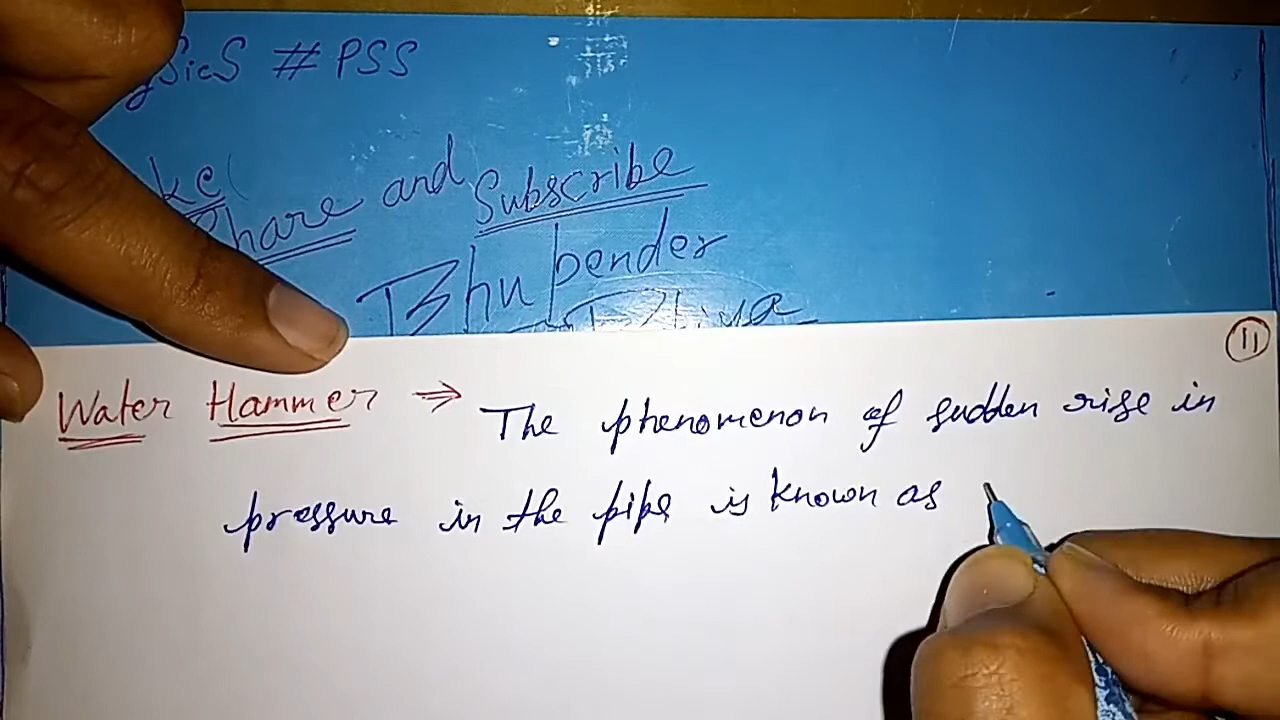 # PSS
Share and Subscribe
Bhupender
11
Water Hammer ⇒ The phenomenon of sudden rise in
pressure in the pipe is known as